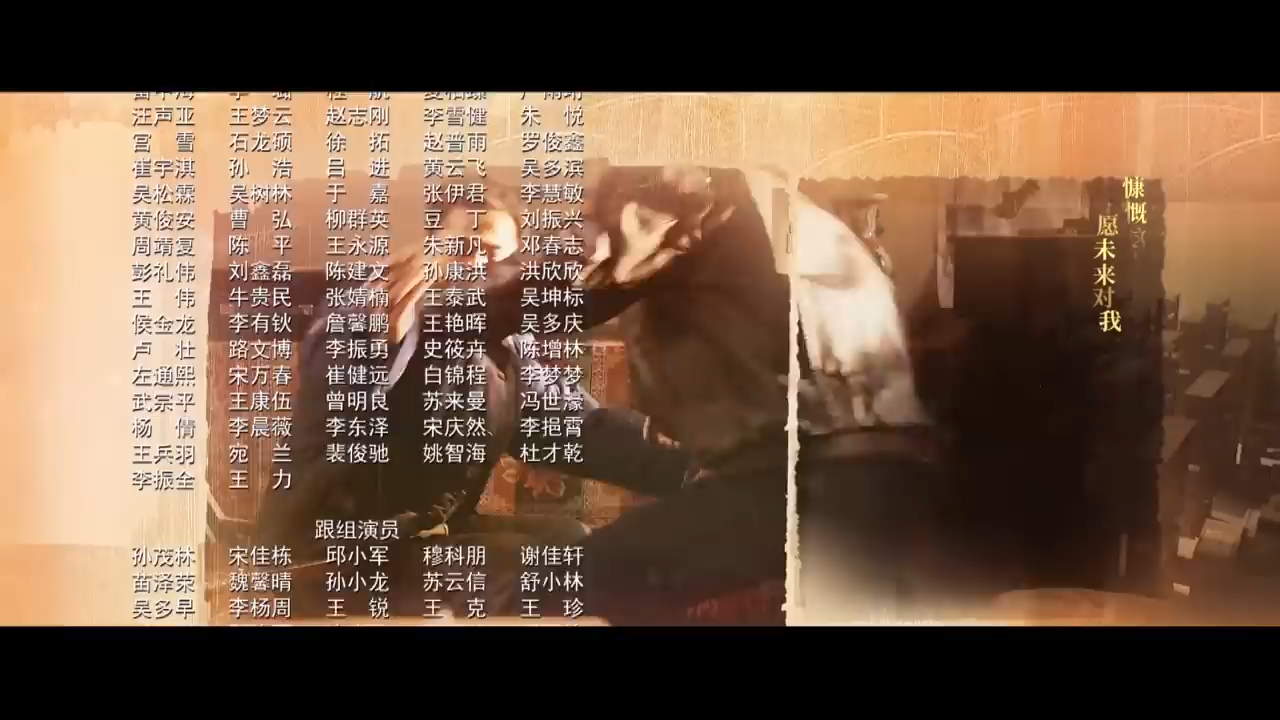 汪声亚 王梦云 赵志刚 李雪健 朱 悦
宫 雪 石龙硕 徐 拓 赵晋雨 罗俊鑫
崔宇淇 孙 浩 吕 进 黄云飞 吴多滨
吴松霖 吴树林 于 嘉 张伊君 李慧敏
黄俊安 曹 弘 柳群英 豆 丁 刘振兴
周靖夏 陈 平 王永源 朱新凡 邓春志
彭礼伟 刘鑫磊 陈建文 孙康洪 洪欣欣
王 伟 牛贵民 张婧楠 王泰武 吴坤标
侯金龙 李有钬 詹馨鹏 王艳晖 吴多庆
卢 壮 路文博 李振勇 史筱卉 陈增林
左通熙 宋万春 崔健远 白锦程 李梦梦
武宗平 王康伍 曾明良 苏来曼 冯世濠
杨 倩 李晨薇 李东泽 宋庆然 李挹霄
王兵羽 宛 兰 裴俊驰 姚智海 杜才乾
李振全 王 力
跟组演员
孙茂林 宋佳栋 邱小军 穆科朋 谢佳轩
苗泽荣 魏馨晴 孙小龙 苏云信 舒小林
吴多早 李杨周 王 锐 王 克 王 珍
慷慨
愿未来对我